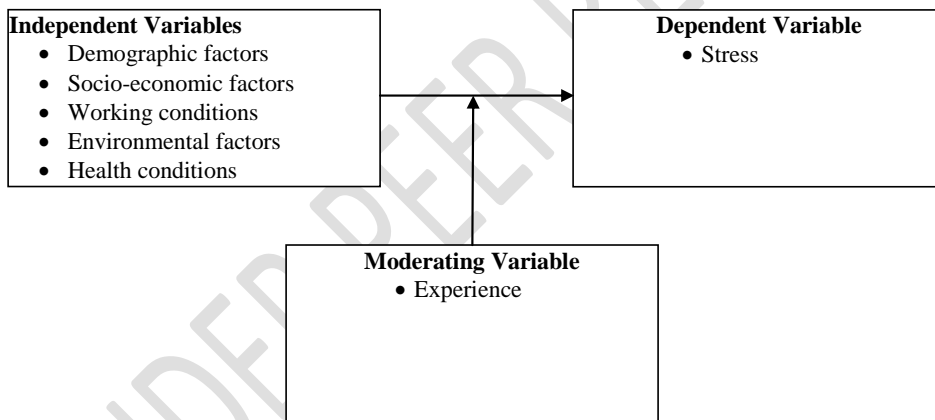 Independent Variables
• Demographic factors
• Socio-economic factors
• Working conditions
• Environmental factors
• Health conditions
Dependent Variable
• Stress
Moderating Variable
• Experience